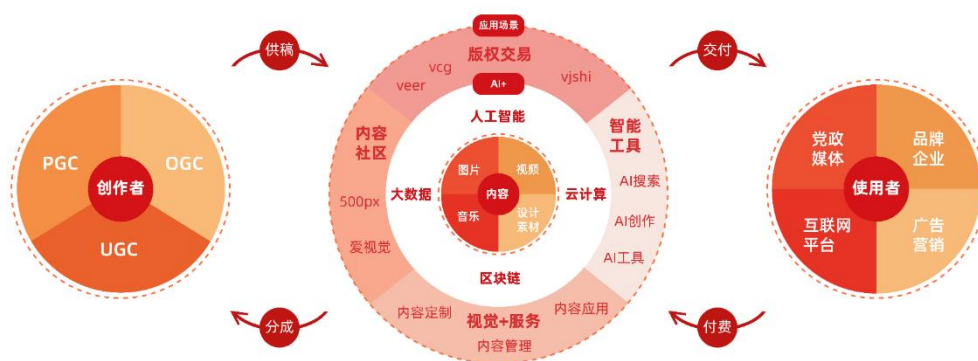 供稿
应用场景
版权交易
veer
vcg
vjshi
交付
AI+
人工智能
PGC
OGC
创作者
UGC
内容
社区
500px
爱视觉
大数据
图片
视频
内容
音乐
设计
素材
云计算
区块链
智能
工具
AI搜索
AI创作
AI工具
党政
媒体
品牌
企业
使用者
互联网
平台
广告
营销
分成
内容定制
视觉+服务
内容应用
内容管理
付费